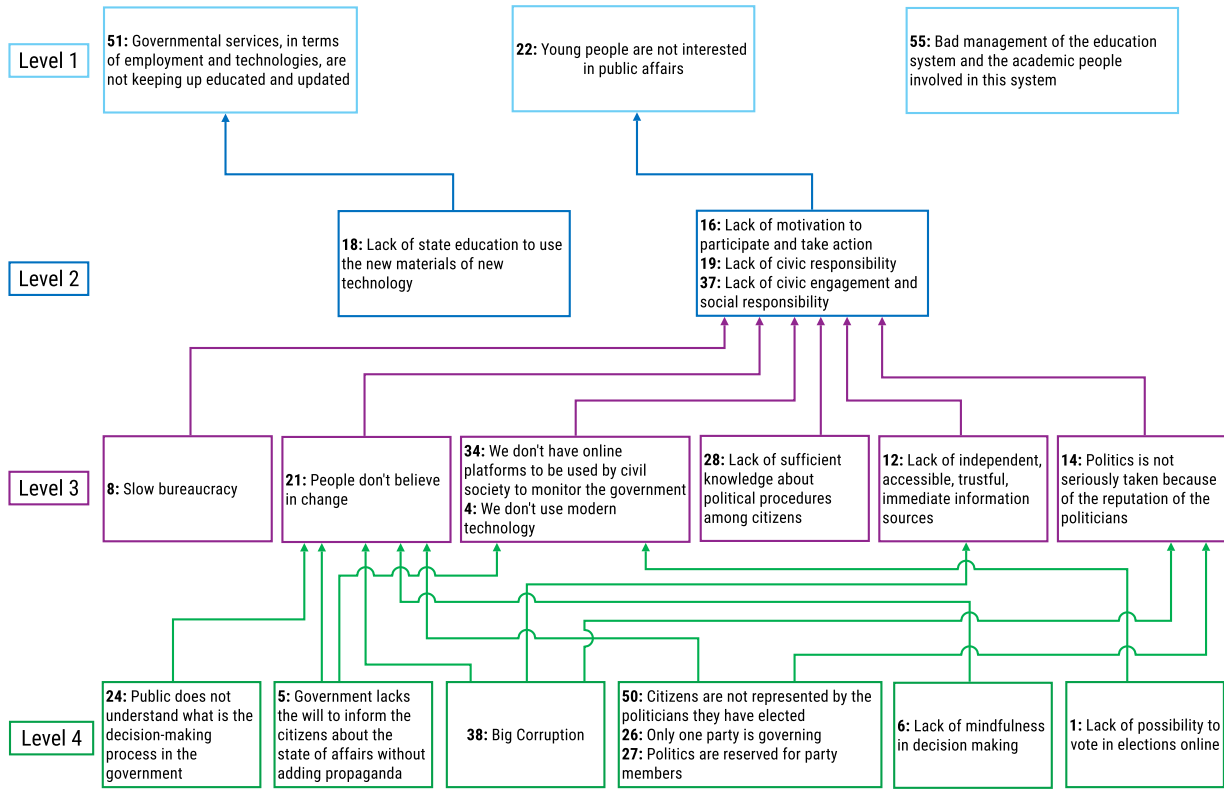 Level 1
51: Governmental services, in terms
of employment and technologies, are
not keeping up educated and updated
22: Young people are not interested
in public affairs
55: Bad management of the education
system and the academic people
involved in this system
Level 2
18: Lack of state education to use
the new materials of new
technology
16: Lack of motivation to
participate and take action
19: Lack of civic responsibility
37: Lack of civic engagement and
social responsibility
Level 3
8: Slow bureaucracy
21: People don't believe
in change
34: We don't have online
platforms to be used by civil
society to monitor the government
4: We don't use modern
technology
28: Lack of sufficient
knowledge about
political procedures
among citizens
12: Lack of independent,
accessible, trustful,
immediate information
sources
14: Politics is not
seriously taken because
of the reputation of the
politicians
Level 4
24: Public does not
understand what is the
decision-making
process in the
government
5: Government lacks
the will to inform the
citizens about the
state of affairs without
adding propaganda
38: Big Corruption
50: Citizens are not represented by the
politicians they have elected
26: Only one party is governing
27: Politics are reserved for party
members
6: Lack of mindfulness
in decision making
1: Lack of possibility to
vote in elections online